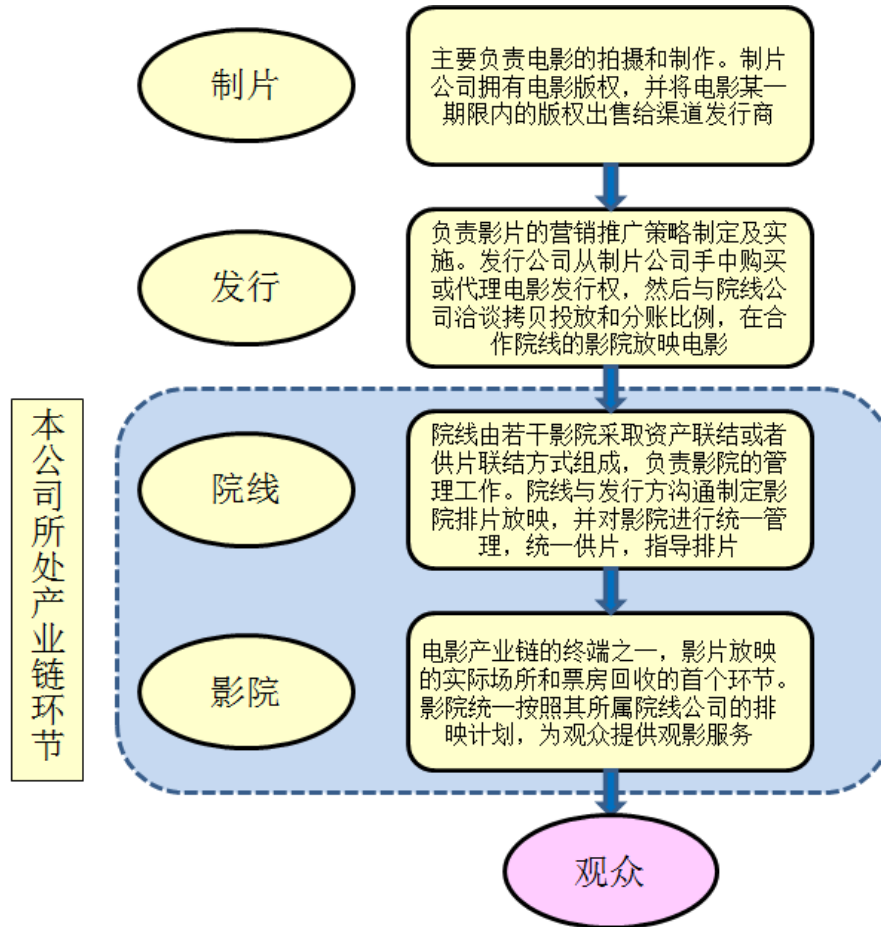 制片
主要负责电影的拍摄和制作。制片
公司拥有电影版权，并将电影某一
期限内的版权出售给渠道发行商
发行
负责影片的营销推广策略制定及实
施。发行公司从制片公司手中购买
或代理电影发行权，然后与院线公
司洽谈拷贝投放和分账比例，在合
作院线的影院放映电影
本公司所处产业链环节
院线
院线由若干影院采取资产联结或者
供片联结方式组成，负责影院的管
理工作。院线与发行方沟通制定影
院排片放映，并对影院进行统一管
理，统一供片，指导排片
影院
电影产业链的终端之一，影片放映
的实际场所和票房回收的首个环节。
影院统一按照其所属院线公司的排
映计划，为观众提供观影服务
观众